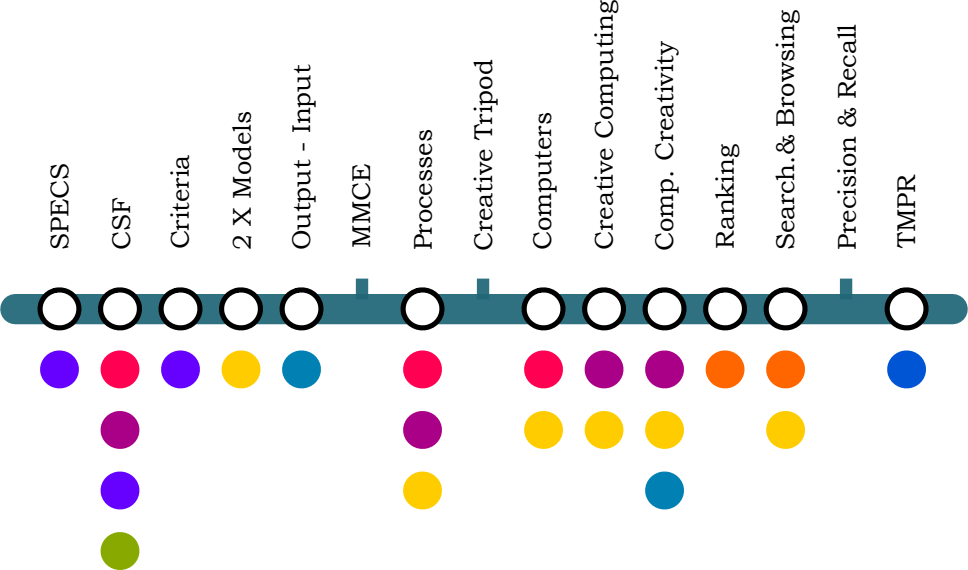 SPECS
CSF
Criteria
2 X Models
Output - Input
MMCE
Processes
Creative Tripod
Computers
Creative Computing
Comp. Creativity
Ranking
Search.& Browsing
Precision & Recall
TMPR